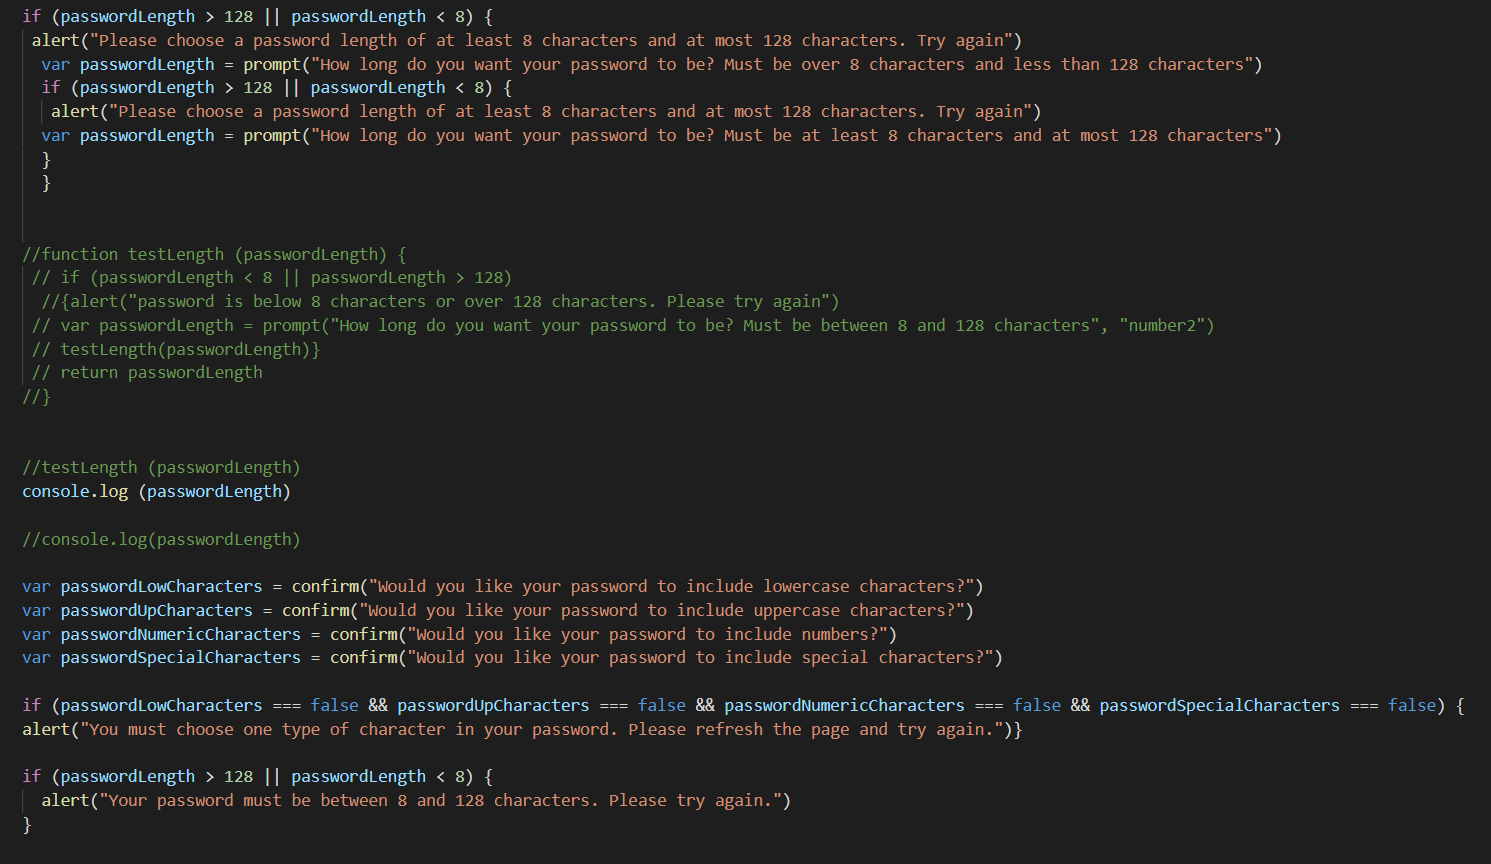 if (passwordLength > 128 || passwordLength < 8) {
 alert("Please choose a password length of at least 8 characters and at most 128 characters. Try again")
  var passwordLength = prompt("How long do you want your password to be? Must be over 8 characters and less than 128 characters")
  if (passwordLength > 128 || passwordLength < 8) {
   alert("Please choose a password length of at least 8 characters and at most 128 characters. Try again")
  var passwordLength = prompt("How long do you want your password to be? Must be at least 8 characters and at most 128 characters")
  }
  }
//function testLength (passwordLength) {
 // if (passwordLength < 8 || passwordLength > 128)
  //{alert("password is below 8 characters or over 128 characters. Please try again")
 // var passwordLength = prompt("How long do you want your password to be? Must be between 8 and 128 characters", "number2")
 // testLength(passwordLength)}
 // return passwordLength
//}
//testLength (passwordLength)
console.log (passwordLength)
//console.log(passwordLength)
var passwordLowCharacters = confirm("Would you like your password to include lowercase characters?")
var passwordUpCharacters = confirm("Would you like your password to include uppercase characters?")
var passwordNumericCharacters = confirm("Would you like your password to include numbers?")
var passwordSpecialCharacters = confirm("Would you like your password to include special characters?")
if (passwordLowCharacters === false && passwordUpCharacters === false && passwordNumericCharacters === false && passwordSpecialCharacters === false) {
alert("You must choose one type of character in your password. Please refresh the page and try again.")}
if (passwordLength > 128 || passwordLength < 8) {
  alert("Your password must be between 8 and 128 characters. Please try again.")
}